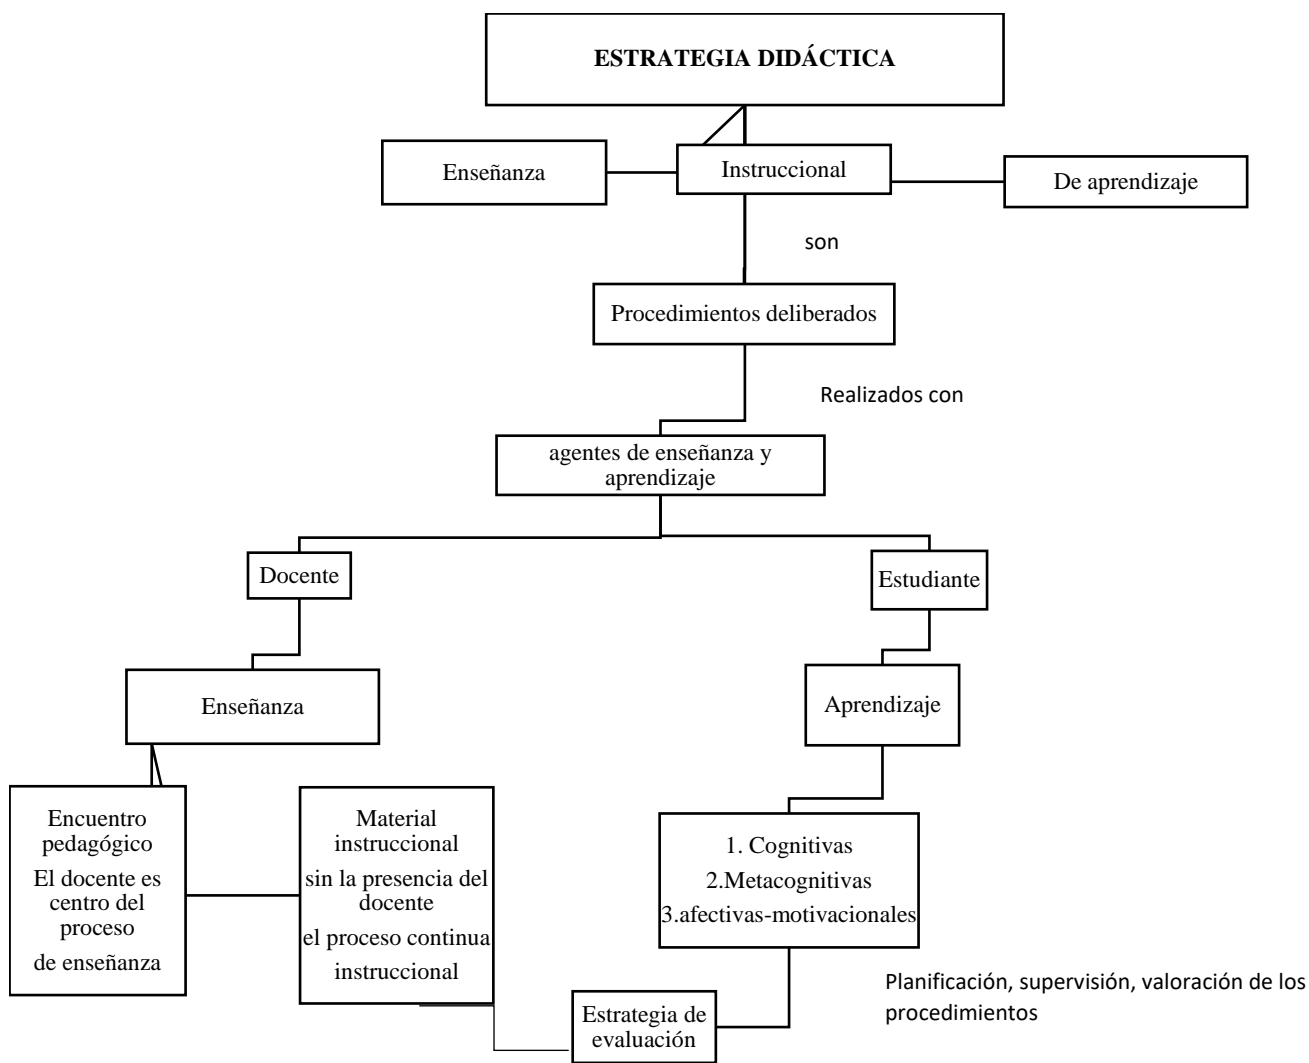 ESTRATEGIA DIDÁCTICA
Enseñanza
Instruccional
De aprendizaje
son
Procedimientos deliberados
Realizados con
agentes de enseñanza y
aprendizaje
Docente
Estudiante
Enseñanza
Aprendizaje
Encuentro
pedagógico
El docente es
centro del
proceso
de enseñanza
Material
instruccional
sin la presencia del
docente
el proceso continua
instruccional
1. Cognitivas
2.Metacognitivas
3.afectivas-motivacionales
Estrategia de
evaluación
Planificación, supervisión, valoración de los
procedimientos